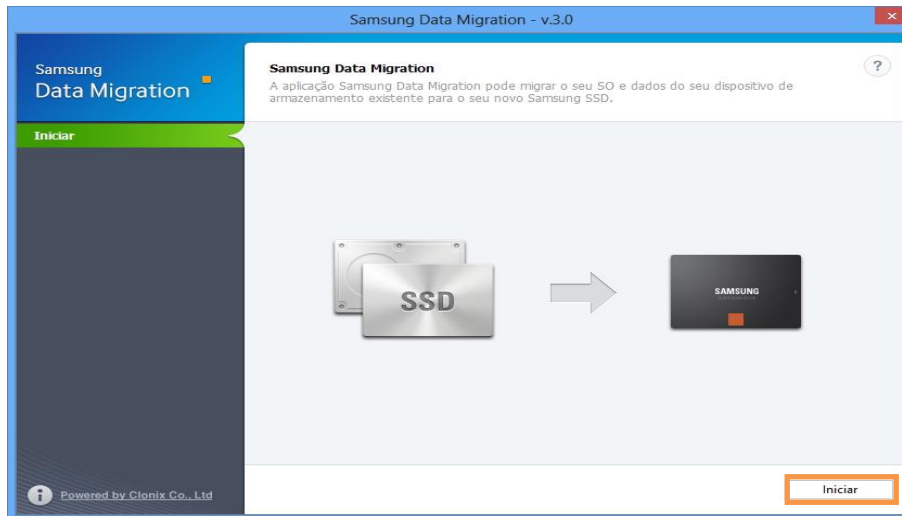 Samsung Data Migration - v.3.0
Samsung
Data Migration
Samsung Data Migration
A aplicação Samsung Data Migration pode migrar o seu SO e dados do seu dispositivo de
armazenamento existente para o seu novo Samsung SSD.
?
Iniciar
SSD
SAMSUNG
Powered by Clonix Co., Ltd
Iniciar